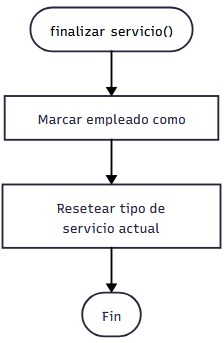 finalizar servicio()
Marcar empleado como
Resetear tipo de
servicio actual
Fin